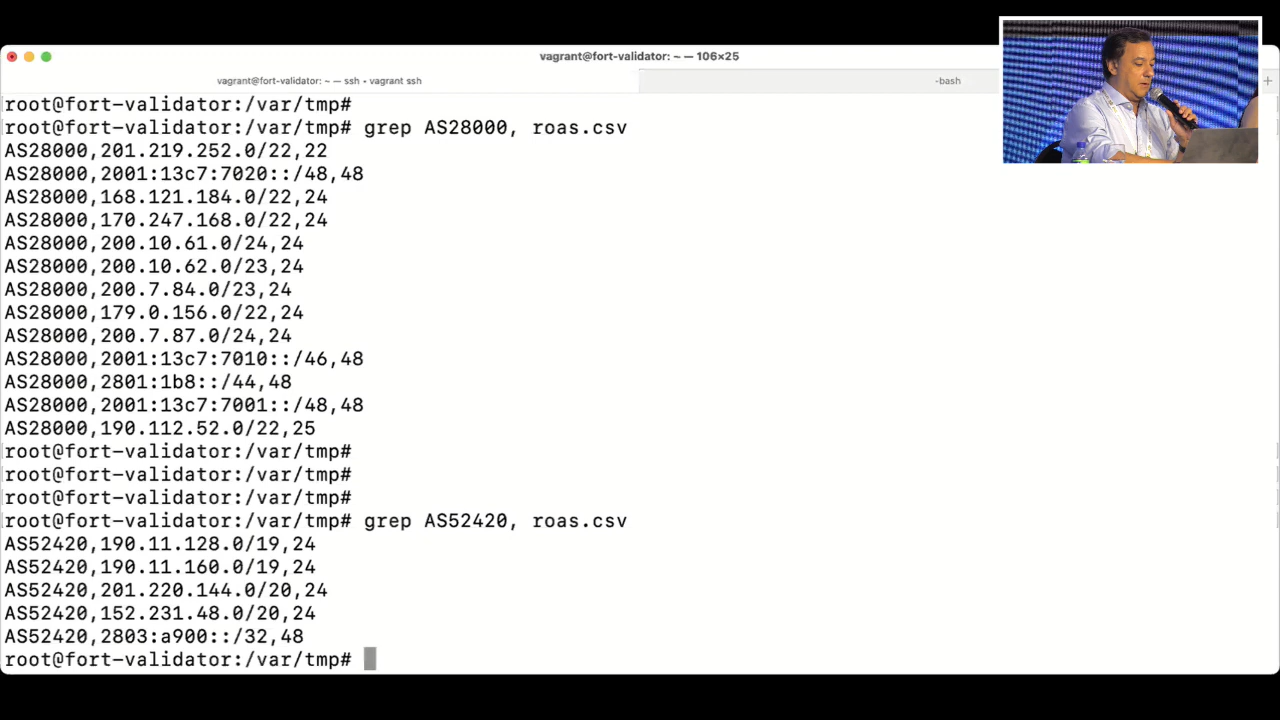 vagrant@fort-validator: ~ — 106×25
vagrant@fort-validator: ~ — ssh • vagrant ssh
-bash
root@fort-validator:/var/tmp#
root@fort-validator:/var/tmp# grep AS28000, roas.csv
AS28000,201.219.252.0/22,22
AS28000,2001:13c7:7020::/48,48
AS28000,168.121.184.0/22,24
AS28000,170.247.168.0/22,24
AS28000,200.10.61.0/24,24
AS28000,200.10.62.0/23,24
AS28000,200.7.84.0/23,24
AS28000,179.0.156.0/22,24
AS28000,200.7.87.0/24,24
AS28000,2001:13c7:7010::/46,48
AS28000,2801:1b8::/44,48
AS28000,2001:13c7:7001::/48,48
AS28000,190.112.52.0/22,25
root@fort-validator:/var/tmp#
root@fort-validator:/var/tmp#
root@fort-validator:/var/tmp#
root@fort-validator:/var/tmp# grep AS52420, roas.csv
AS52420,190.11.128.0/19,24
AS52420,190.11.160.0/19,24
AS52420,201.220.144.0/20,24
AS52420,152.231.48.0/20,24
AS52420,2803:a900::/32,48
root@fort-validator:/var/tmp#